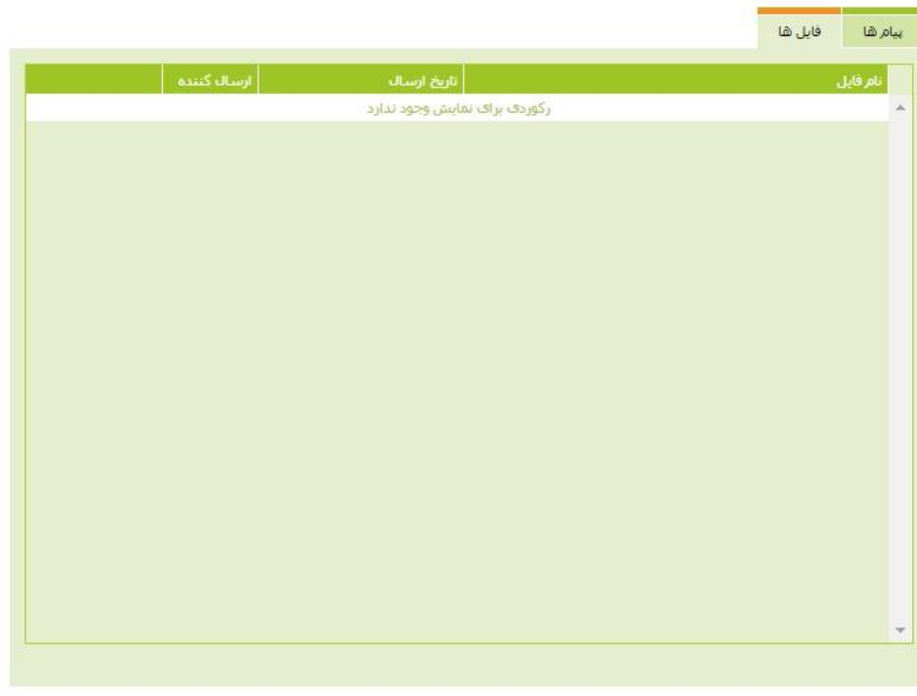 پیام ها
فایل ها
نام فایل
تاریخ ارسال
ارسال کننده
رکوردی برای نمایش وجود ندارد